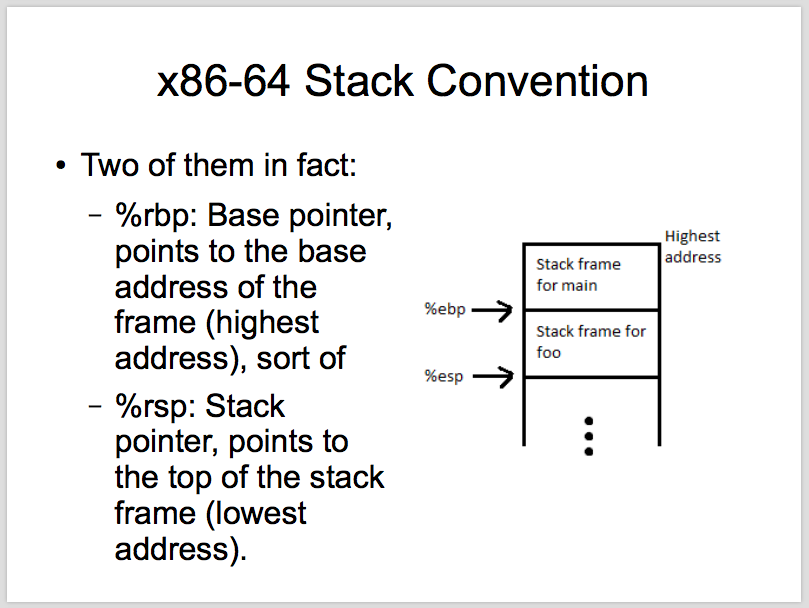 x86-64 Stack Convention
• Two of them in fact:
– %rbp: Base pointer,
points to the base
address of the
frame (highest
address), sort of
– %rsp: Stack
pointer, points to
the top of the stack
frame (lowest
address).
Highest
address
Stack frame
for main
%ebp
Stack frame for
foo
%esp